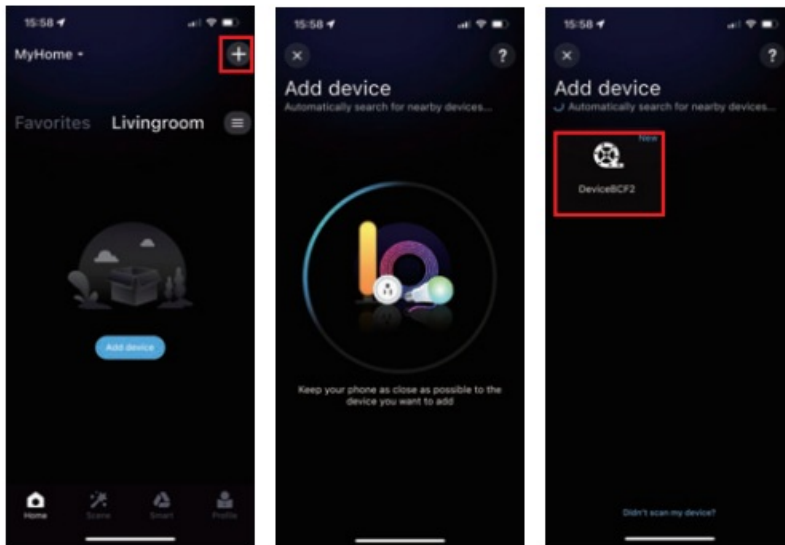 15:58
MyHome
Favorites Livingroom
Add device
Home Scene Smart Profile
15:58
?
Add device
Automatically search for nearby devices...
Keep your phone as close as possible to the
device you want to add
15:58
?
Add device
Automatically search for nearby devices...
New
DeviceBCF2
Didn't scan my device?